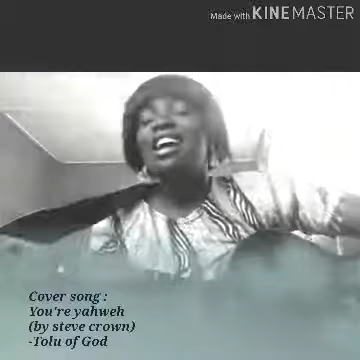 Made with KINEMASTER
Cover song :
You're yahweh
(by steve crown)
-Tolu of God